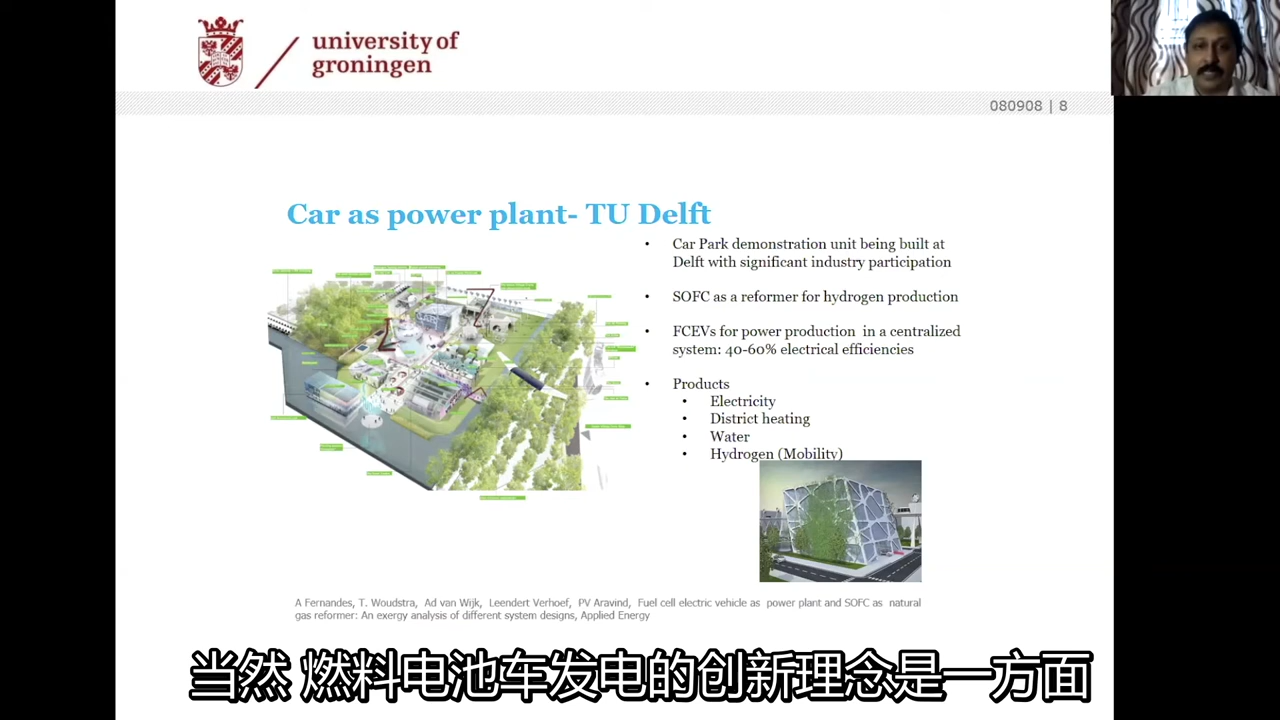 university of
groningen
080908 | 8
Car as power plant- TU Delft
• Car Park demonstration unit being built at
Delft with significant industry participation
• SOFC as a reformer for hydrogen production
• FCEVs for power production in a centralized
system: 40-60% electrical efficiencies
• Products
• Electricity
• District heating
• Water
• Hydrogen (Mobility)
A Fernandes, T. Woudstra, Ad van Wijk, Leendert Verhoef, PV Aravind, Fuel cell electric vehicle as power plant and SOFC as natural
gas reformer: An exergy analysis of different system designs, Applied Energy
当然 燃料电池车发电的创新理念是一方面